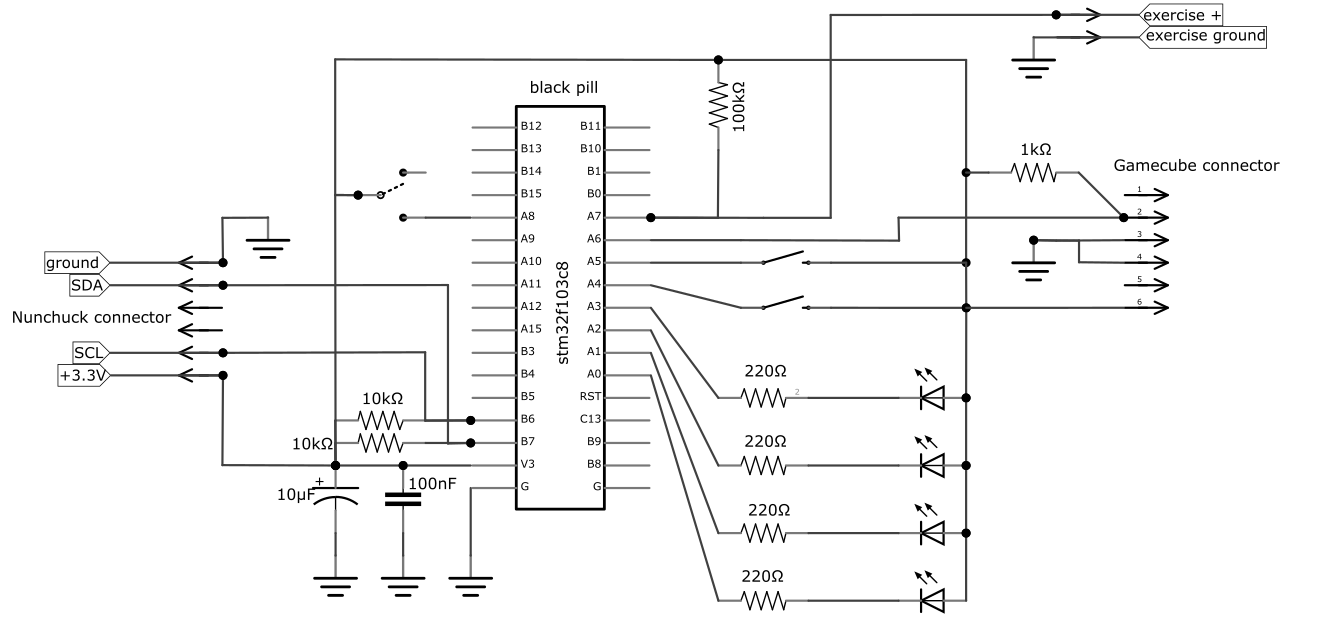 exercise +
exercise ground
black pill
100kΩ
B12 B11
B13 B10
B14 B1
B15 B0
A8 A7
A9 A6
A10 A5
A11 A4
A12 A3
A15 A2
B3 A1
B4 A0
B5 RST
B6 C13
B7 B9
V3 B8
G G
stm32f103c8
1kΩ
Gamecube connector
1
2
3
4
5
6
ground
SDA
Nunchuck connector
SCL
+3.3V
10kΩ
10kΩ
+
10µF
100nF
220Ω
2
220Ω
220Ω
220Ω